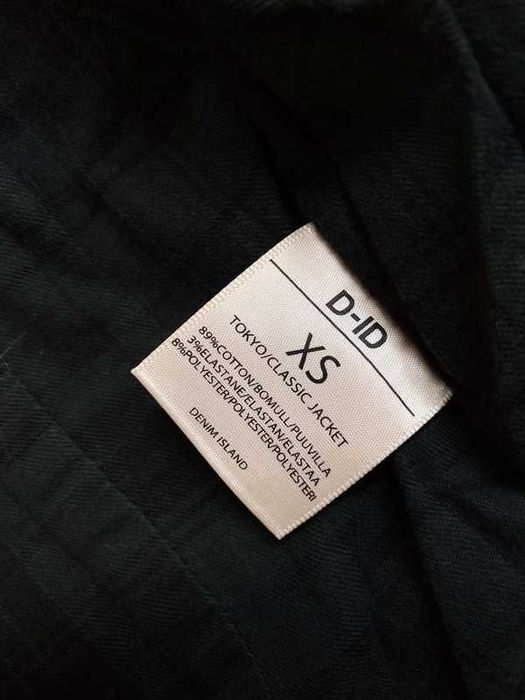 D-ID
XS
TOKYO/CLASSIC JACKET
89%COTTON/BOMULL/PUUVILLA
3%ELASTANE/ELASTAN/ELASTAA
8%POLYESTER/POLYESTER/POLYESTERI
DENIM ISLAND